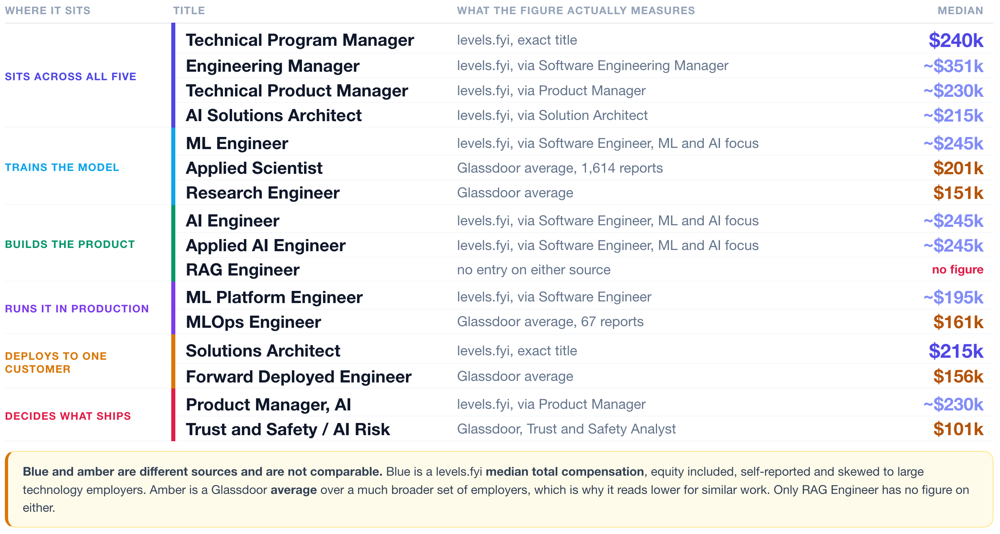 WHERE IT SITS TITLE WHAT THE FIGURE ACTUALLY MEASURES MEDIAN
SITS ACROSS ALL FIVE
Technical Program Manager levels.fyi, exact title $240k
Engineering Manager levels.fyi, via Software Engineering Manager ~$351k
Technical Product Manager levels.fyi, via Product Manager ~$230k
AI Solutions Architect levels.fyi, via Solution Architect ~$215k
TRAINS THE MODEL
ML Engineer levels.fyi, via Software Engineer, ML and AI focus ~$245k
Applied Scientist Glassdoor average, 1,614 reports $201k
Research Engineer Glassdoor average $151k
BUILDS THE PRODUCT
AI Engineer levels.fyi, via Software Engineer, ML and AI focus ~$245k
Applied AI Engineer levels.fyi, via Software Engineer, ML and AI focus ~$245k
RAG Engineer no entry on either source no figure
RUNS IT IN PRODUCTION
ML Platform Engineer levels.fyi, via Software Engineer ~$195k
MLOps Engineer Glassdoor average, 67 reports $161k
DEPLOYS TO ONE
CUSTOMER
Solutions Architect levels.fyi, exact title $215k
Forward Deployed Engineer Glassdoor average $156k
DECIDES WHAT SHIPS
Product Manager, AI levels.fyi, via Product Manager ~$230k
Trust and Safety / AI Risk Glassdoor, Trust and Safety Analyst $101k
Blue and amber are different sources and are not comparable. Blue is a levels.fyi median total compensation, equity included, self-reported and skewed to large
technology employers. Amber is a Glassdoor average over a much broader set of employers, which is why it reads lower for similar work. Only RAG Engineer has no figure on
either.